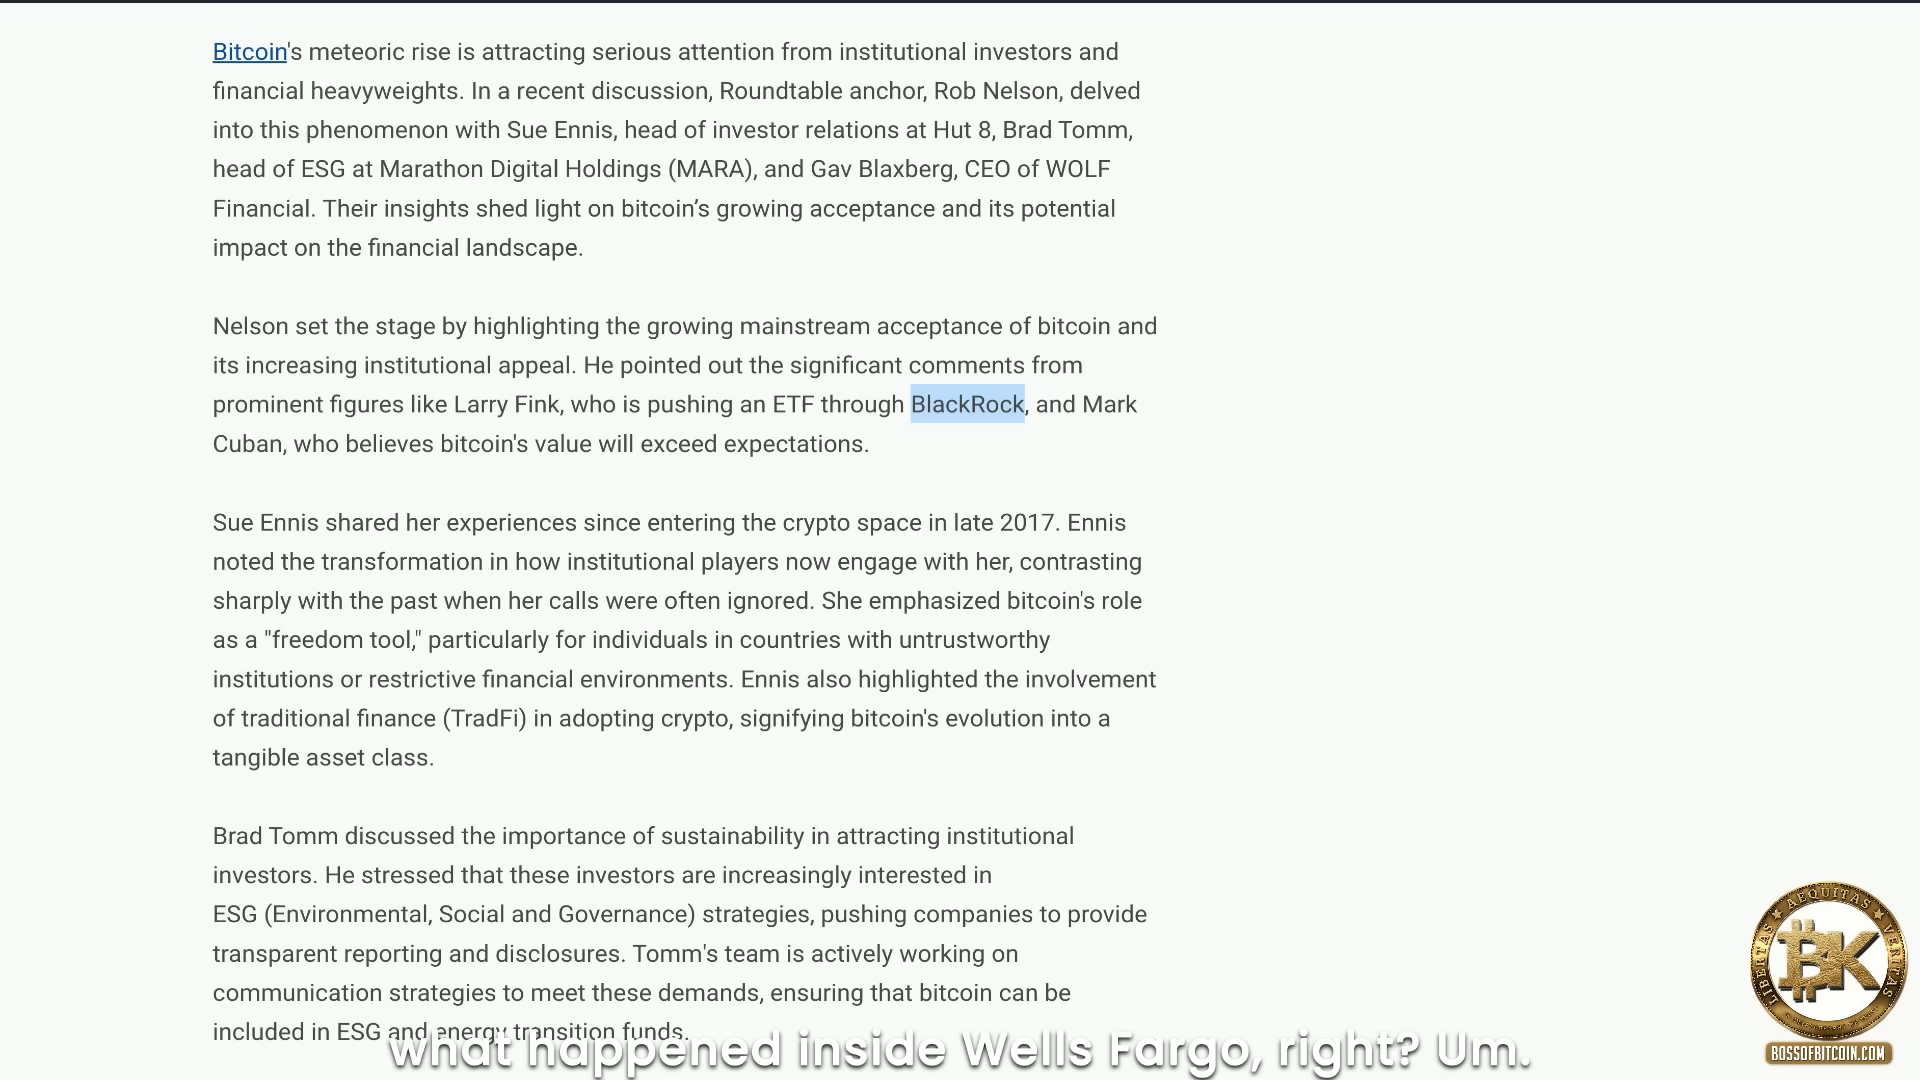 Bitcoin's meteoric rise is attracting serious attention from institutional investors and
financial heavyweights. In a recent discussion, Roundtable anchor, Rob Nelson, delved
into this phenomenon with Sue Ennis, head of investor relations at Hut 8, Brad Tomm,
head of ESG at Marathon Digital Holdings (MARA), and Gav Blaxberg, CEO of WOLF
Financial. Their insights shed light on bitcoin’s growing acceptance and its potential
impact on the financial landscape.
Nelson set the stage by highlighting the growing mainstream acceptance of bitcoin and
its increasing institutional appeal. He pointed out the significant comments from
prominent figures like Larry Fink, who is pushing an ETF through BlackRock, and Mark
Cuban, who believes bitcoin's value will exceed expectations.
Sue Ennis shared her experiences since entering the crypto space in late 2017. Ennis
noted the transformation in how institutional players now engage with her, contrasting
sharply with the past when her calls were often ignored. She emphasized bitcoin's role
as a "freedom tool," particularly for individuals in countries with untrustworthy
institutions or restrictive financial environments. Ennis also highlighted the involvement
of traditional finance (TradFi) in adopting crypto, signifying bitcoin's evolution into a
tangible asset class.
Brad Tomm discussed the importance of sustainability in attracting institutional
investors. He stressed that these investors are increasingly interested in
ESG (Environmental, Social and Governance) strategies, pushing companies to provide
transparent reporting and disclosures. Tomm's team is actively working on
communication strategies to meet these demands, ensuring that bitcoin can be
included in ESG and energy transition funds.
what happened inside Wells Fargo, right? Um.
LIBERTAS ★ AEQUITAS ★ VERITAS
BK
BOSSOFBITCOIN.COM